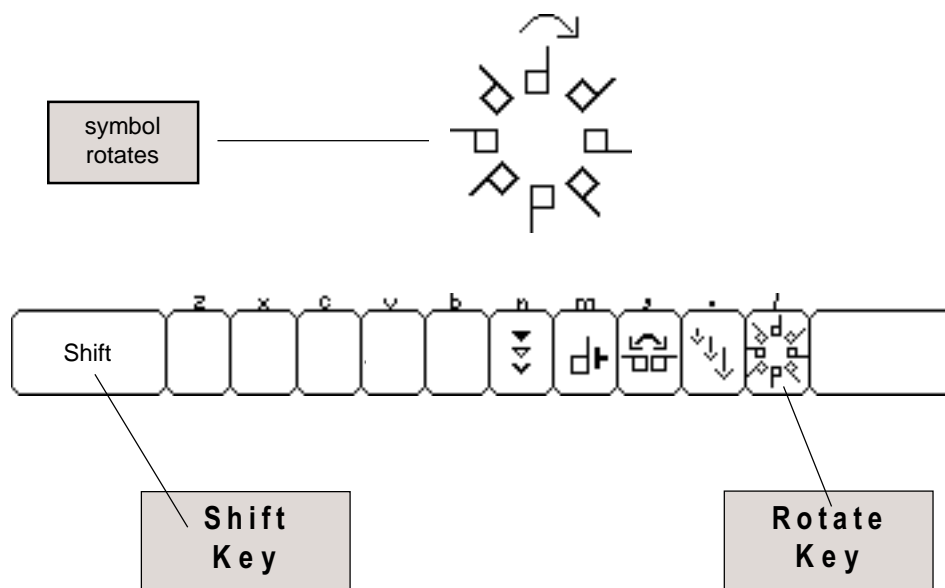 symbol
rotates
z x c v b n m , . /
Shift
Shift
Key
Rotate
Key